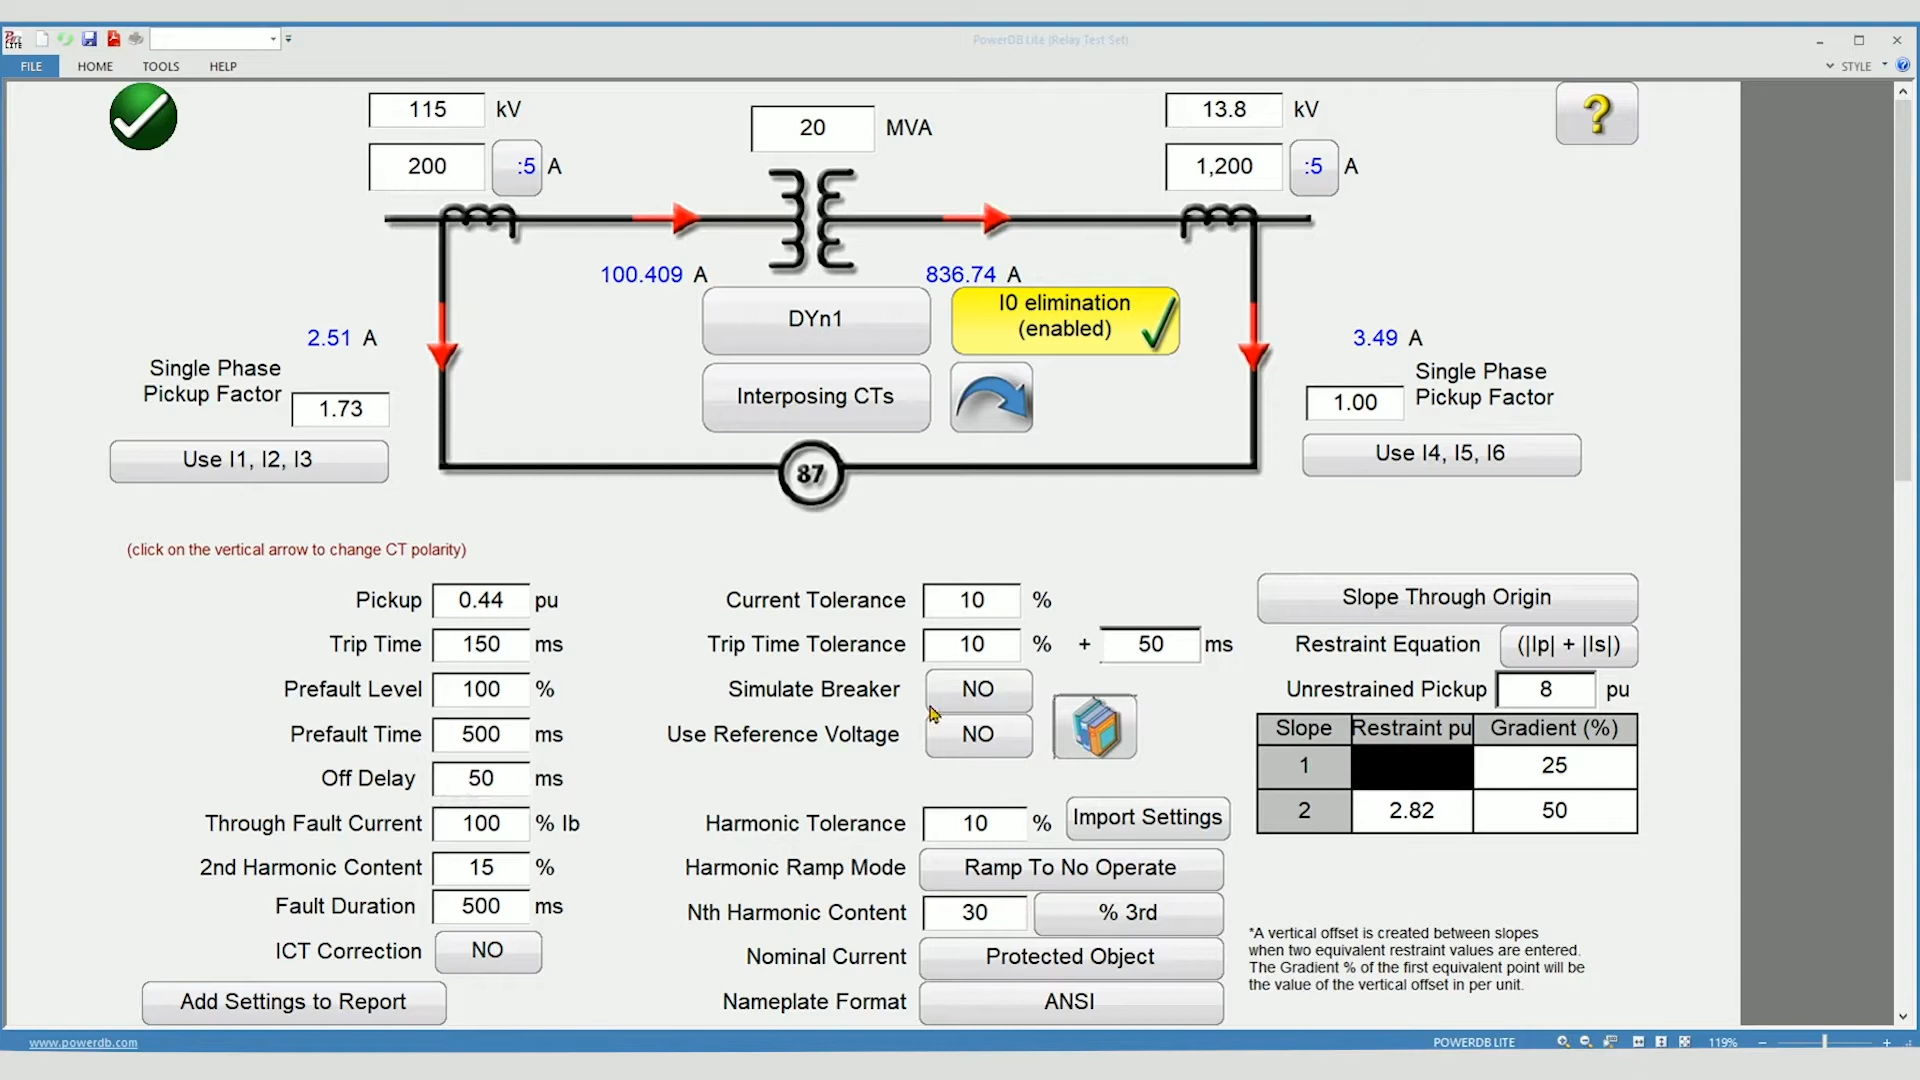 PowerDB Lite (Relay Test Set)
FILE HOME TOOLS HELP
STYLE
115 kV
20 MVA
13.8 kV
?
200 :5 A
1,200 :5 A
100.409 A
836.74 A
DYn1
I0 elimination
(enabled)
2.51 A
3.49 A
Single Phase
Pickup Factor
1.73
Interposing CTs
1.00
Single Phase
Pickup Factor
Use I1, I2, I3
87
Use I4, I5, I6
(click on the vertical arrow to change CT polarity)
Pickup 0.44 pu
Trip Time 150 ms
Prefault Level 100 %
Prefault Time 500 ms
Off Delay 50 ms
Through Fault Current 100 % Ib
2nd Harmonic Content 15 %
Fault Duration 500 ms
ICT Correction NO
Add Settings to Report
Current Tolerance 10 %
Trip Time Tolerance 10 % + 50 ms
Simulate Breaker NO
Use Reference Voltage NO
Harmonic Tolerance 10 % Import Settings
Harmonic Ramp Mode Ramp To No Operate
Nth Harmonic Content 30 % 3rd
Nominal Current Protected Object
Nameplate Format ANSI
Slope Through Origin
Restraint Equation (|Ip| + |Is|)
Unrestrained Pickup 8 pu
Slope Restraint pu Gradient (%)
1 25
2 2.82 50
*A vertical offset is created between slopes
when two equivalent restraint values are entered.
The Gradient % of the first equivalent point will be
the value of the vertical offset in per unit.
www.powerdb.com
POWERDB LITE
119%